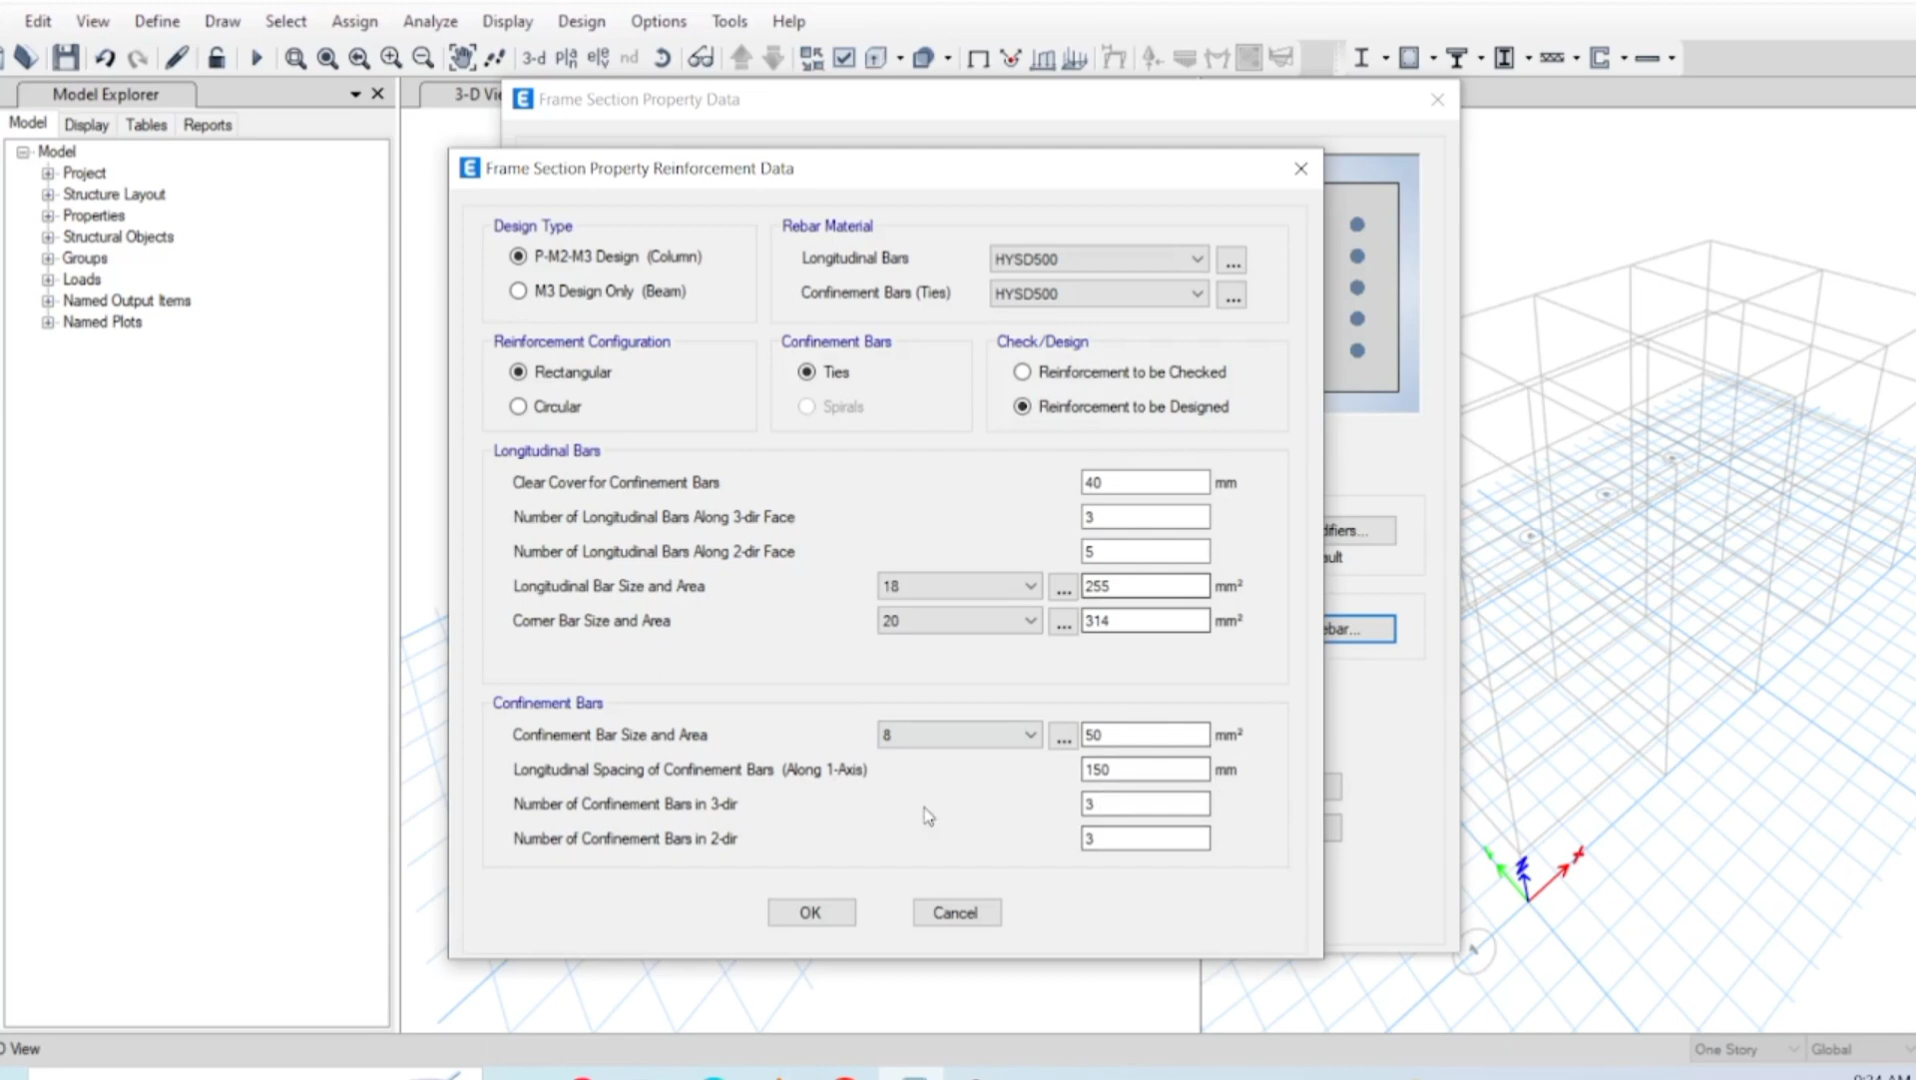 Edit View Define Draw Select Assign Analyze Display Design Options Tools Help
3-d nd
Model Explorer
3-D Vie
Frame Section Property Data
Model Display Tables Reports
Model
Project
Structure Layout
Properties
Structural Objects
Groups
Loads
Named Output Items
Named Plots
Frame Section Property Reinforcement Data
Design Type
P-M2-M3 Design (Column)
M3 Design Only (Beam)
Rebar Material
Longitudinal Bars HYSD500 ...
Confinement Bars (Ties) HYSD500 ...
Reinforcement Configuration
Rectangular
Circular
Confinement Bars
Ties
Spirals
Check/Design
Reinforcement to be Checked
Reinforcement to be Designed
Longitudinal Bars
Clear Cover for Confinement Bars 40 mm
Number of Longitudinal Bars Along 3-dir Face 3
Number of Longitudinal Bars Along 2-dir Face 5
Longitudinal Bar Size and Area 18 ... 255 mm²
Corner Bar Size and Area 20 ... 314 mm²
Confinement Bars
Confinement Bar Size and Area 8 ... 50 mm²
Longitudinal Spacing of Confinement Bars (Along 1-Axis) 150 mm
Number of Confinement Bars in 3-dir 3
Number of Confinement Bars in 2-dir 3
OK Cancel
difiers...
ault
ebar...
D View
One Story Global